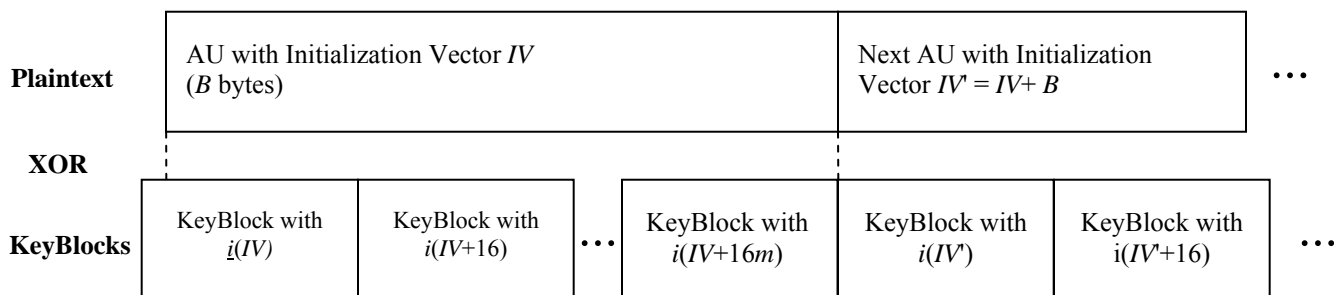 Plaintext
AU with Initialization Vector IV
(B bytes)
Next AU with Initialization
Vector IV' = IV+ B
...
XOR
KeyBlocks
KeyBlock with
i(IV)
KeyBlock with
i(IV+16)
...
KeyBlock with
i(IV+16m)
KeyBlock with
i(IV')
KeyBlock with
i(IV'+16)
...